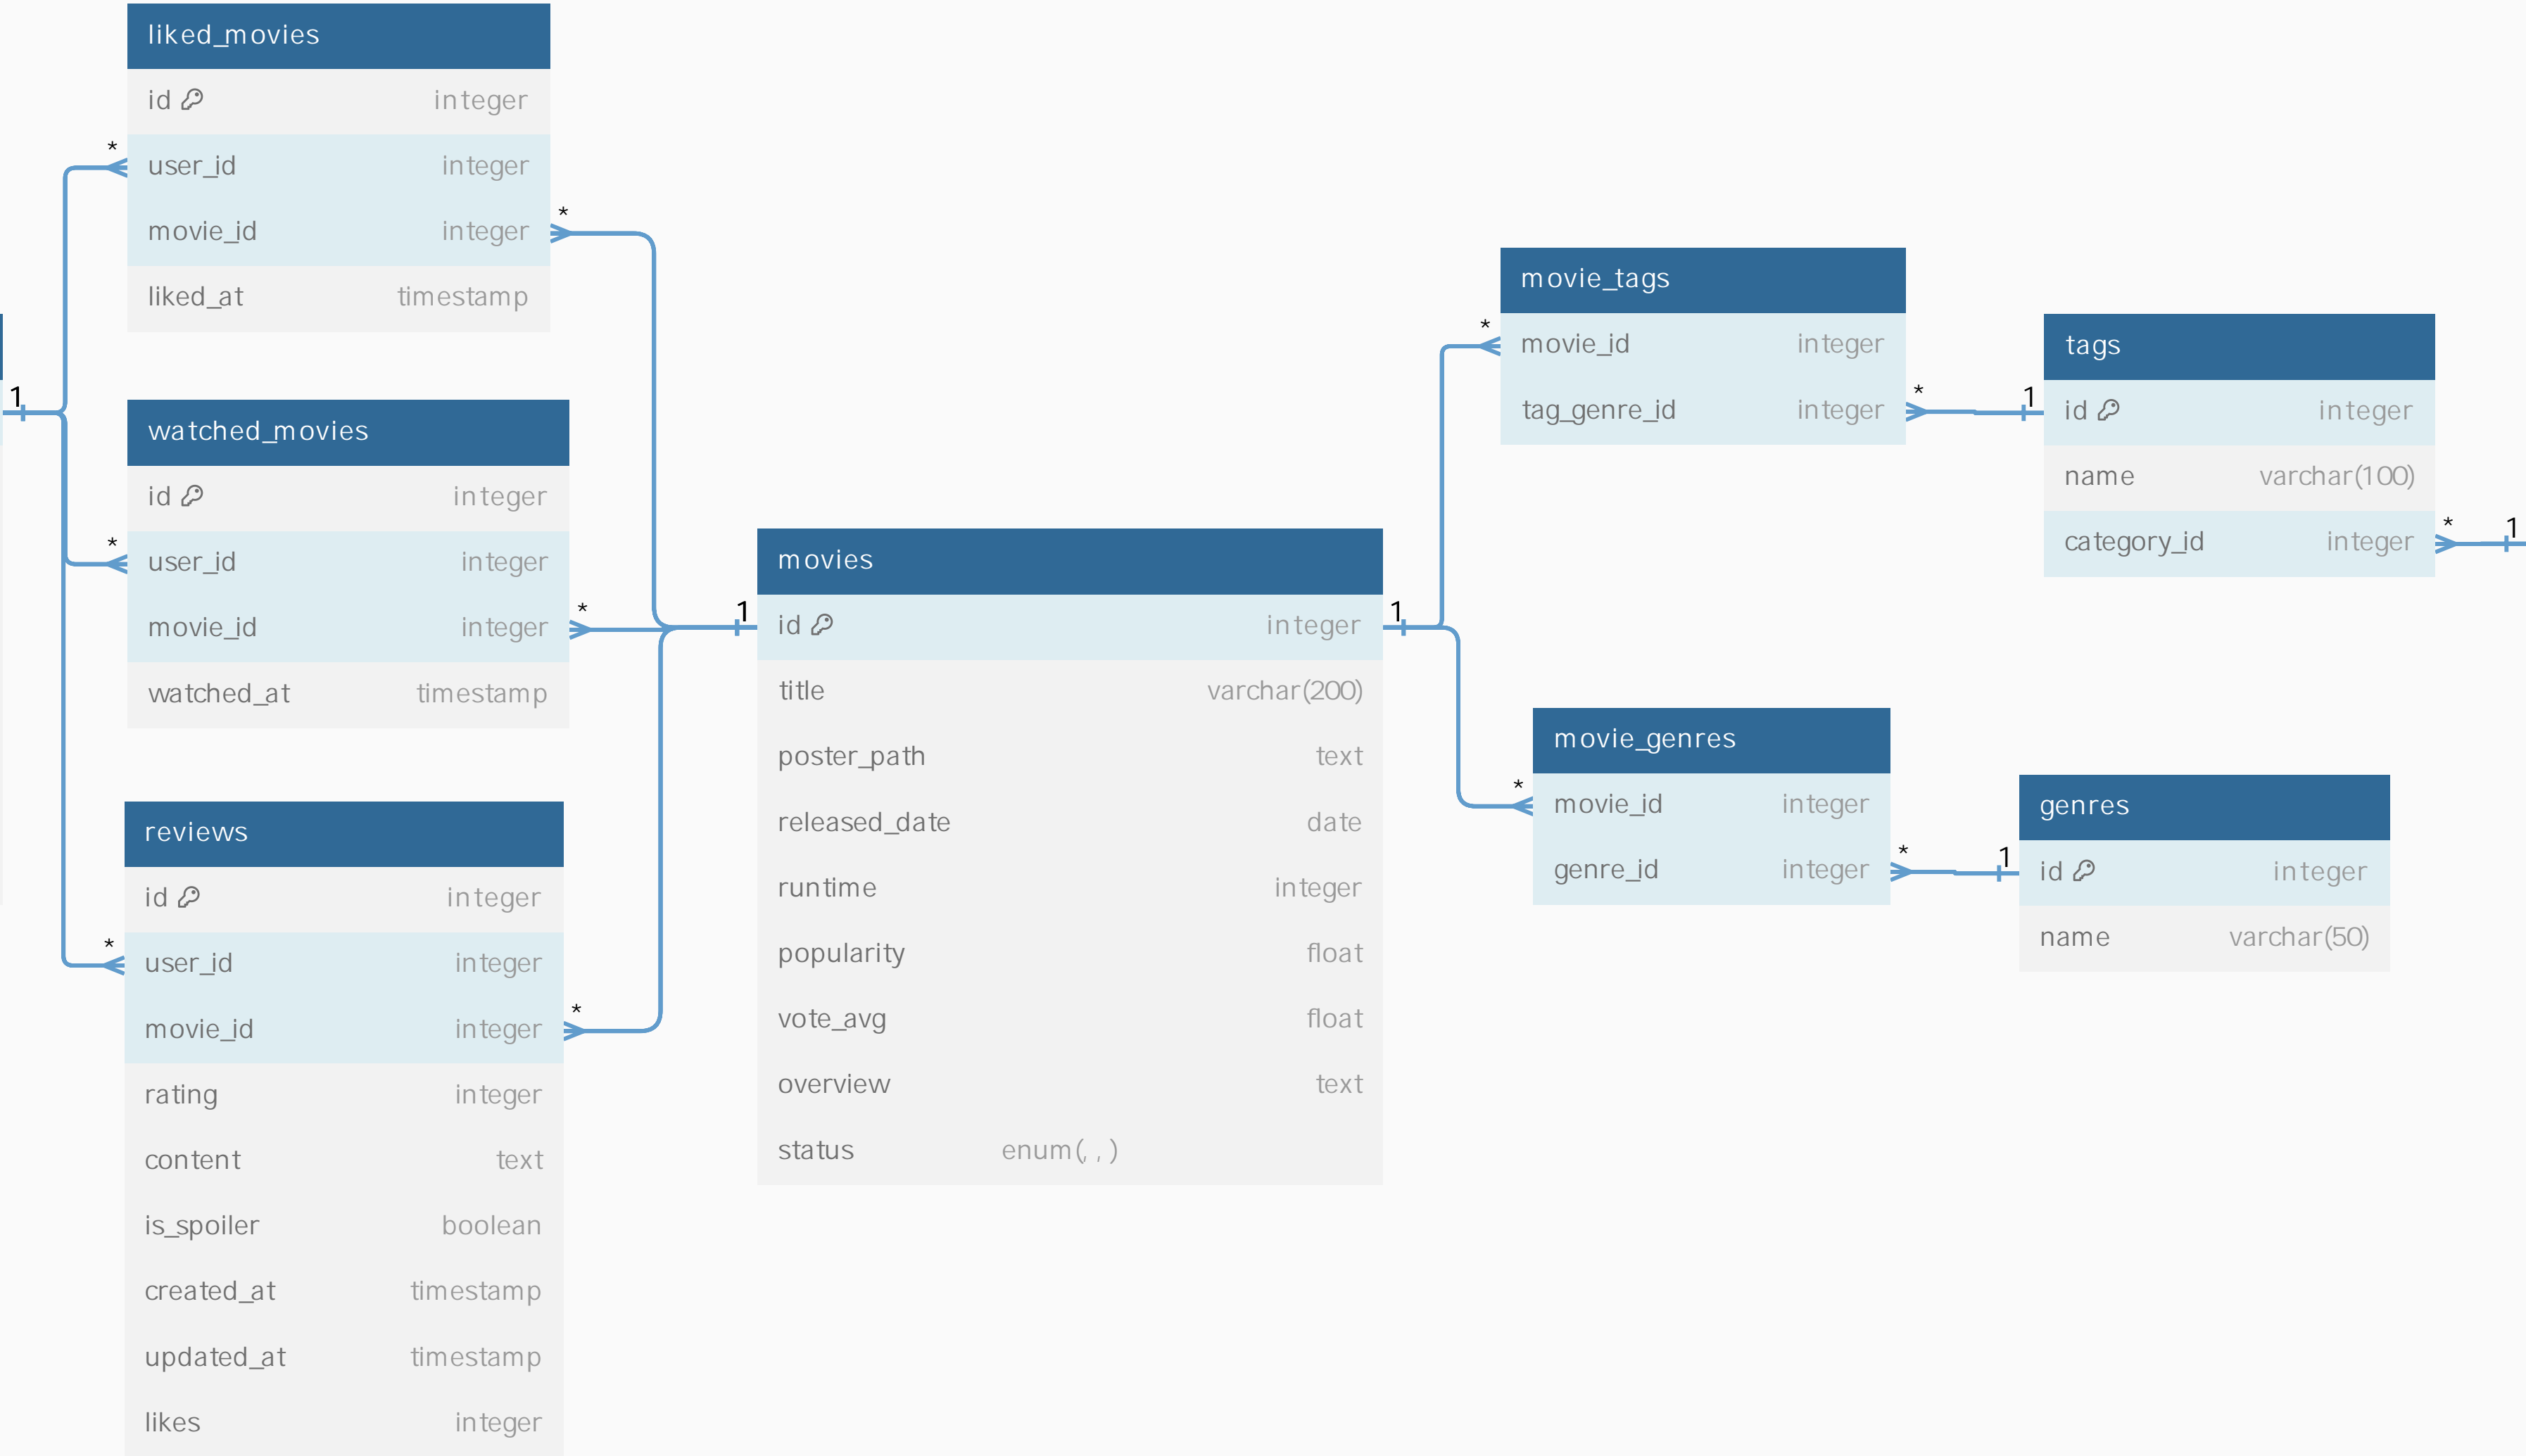 liked_movies
id integer
* user_id integer
movie_id integer *
liked_at timestamp
1
watched_movies
id integer
* user_id integer
movie_id integer *
watched_at timestamp
reviews
id integer
* user_id integer
movie_id integer *
rating integer
content text
is_spoiler boolean
created_at timestamp
updated_at timestamp
likes integer
movies
1 id integer 1
title varchar(200)
poster_path text
released_date date
runtime integer
popularity float
vote_avg float
overview text
status enum(, , )
movie_tags
* movie_id integer
tag_genre_id integer *
tags
1 id integer
name varchar(100)
category_id integer * 1
movie_genres
* movie_id integer
genre_id integer *
genres
1 id integer
name varchar(50)